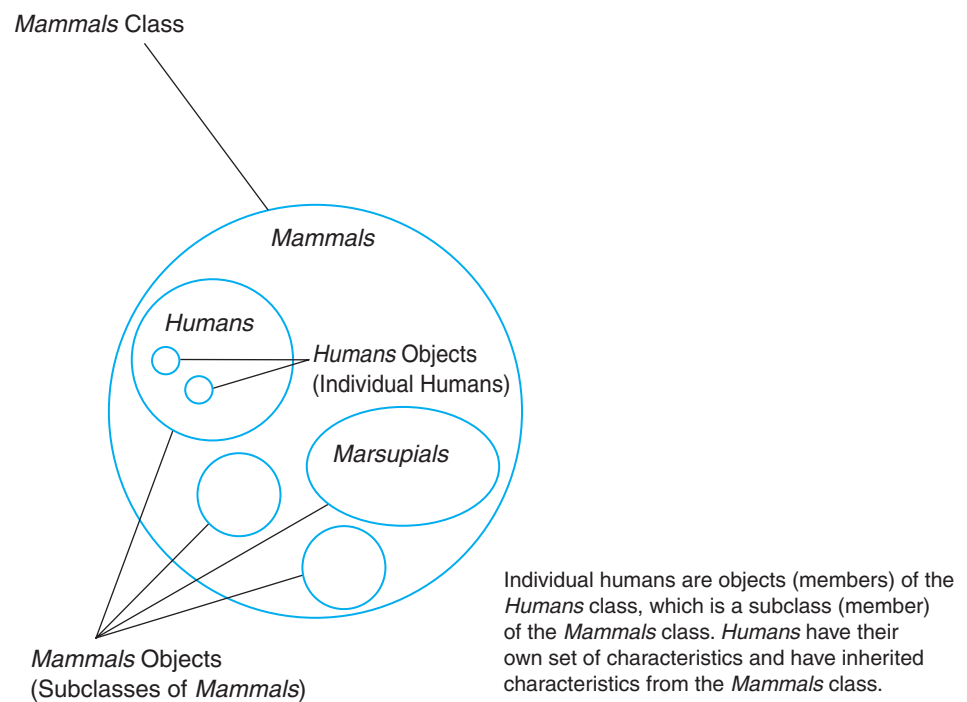 Mammals Class
Mammals
Humans
Humans Objects
(Individual Humans)
Marsupials
Individual humans are objects (members) of the
Humans class, which is a subclass (member)
of the Mammals class. Humans have their
own set of characteristics and have inherited
characteristics from the Mammals class.
Mammals Objects
(Subclasses of Mammals)